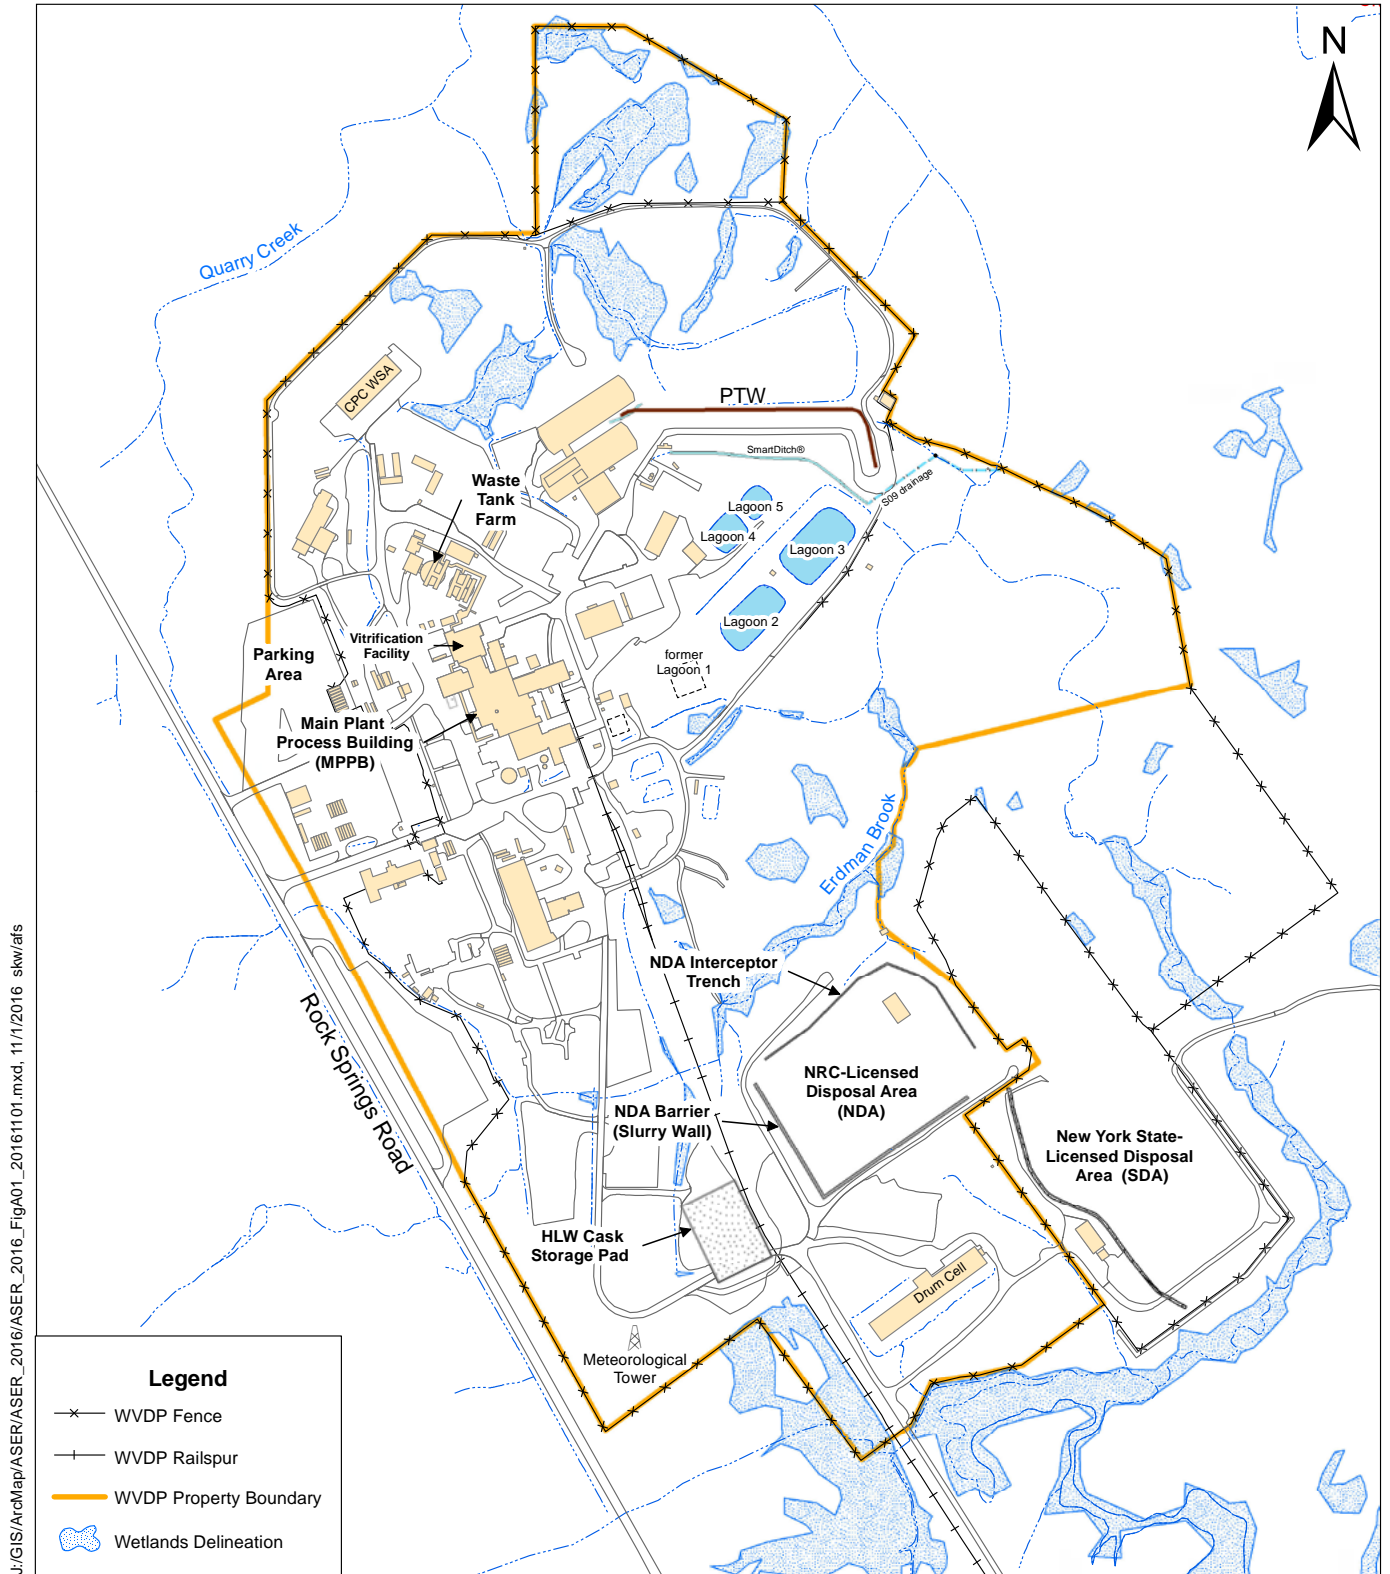 N
Quarry Creek
CPC WSA
PTW
SmartDitch®
S09 drainage
Waste
Tank
Farm
Lagoon 5
Lagoon 4
Lagoon 3
Lagoon 2
former
Lagoon 1
Vitrification
Facility
Parking
Area
Main Plant
Process Building
(MPPB)
Erdman Brook
NDA Interceptor
Trench
Rock Springs Road
NRC-Licensed
Disposal Area
(NDA)
NDA Barrier
(Slurry Wall)
New York State-
Licensed Disposal
Area (SDA)
HLW Cask
Storage Pad
Drum Cell
Meteorological
Tower
Legend
WVDP Fence
WVDP Railspur
WVDP Property Boundary
Wetlands Delineation
J:/GIS/ArcMap/ASER/ASER_2016/ASER_2016_FigA01_20161101.mxd, 11/1/2016 skw/afs